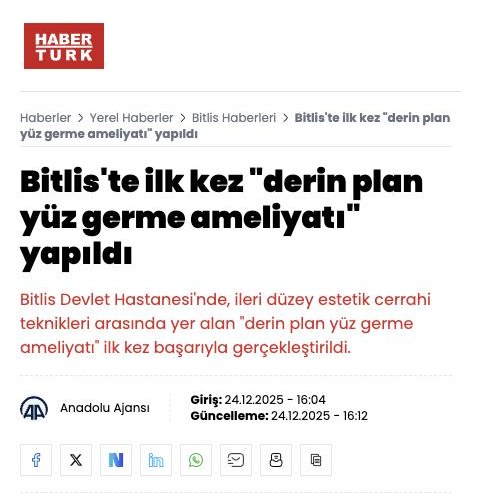 HABER
TÜRK
Haberler > Yerel Haberler > Bitlis Haberleri > Bitlis'te ilk kez "derin plan
yüz germe ameliyatı" yapıldı
Bitlis'te ilk kez "derin plan
yüz germe ameliyatı"
yapıldı
Bitlis Devlet Hastanesi'nde, ileri düzey estetik cerrahi
teknikleri arasında yer alan "derin plan yüz germe
ameliyatı" ilk kez başarıyla gerçekleştirildi.
AA Anadolu Ajansı
Giriş: 24.12.2025 - 16:04
Güncelleme: 24.12.2025 - 16:12